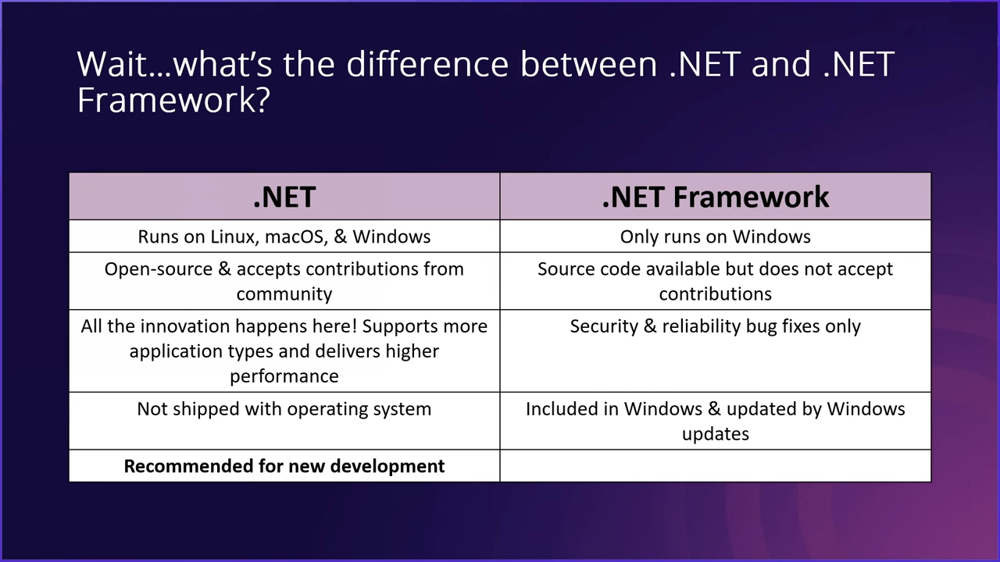 Wait...what's the difference between .NET and .NET
Framework?
.NET
.NET Framework
Runs on Linux, macOS, & Windows
Only runs on Windows
Open-source & accepts contributions from
community
Source code available but does not accept
contributions
All the innovation happens here! Supports more
application types and delivers higher
performance
Security & reliability bug fixes only
Not shipped with operating system
Included in Windows & updated by Windows
updates
Recommended for new development